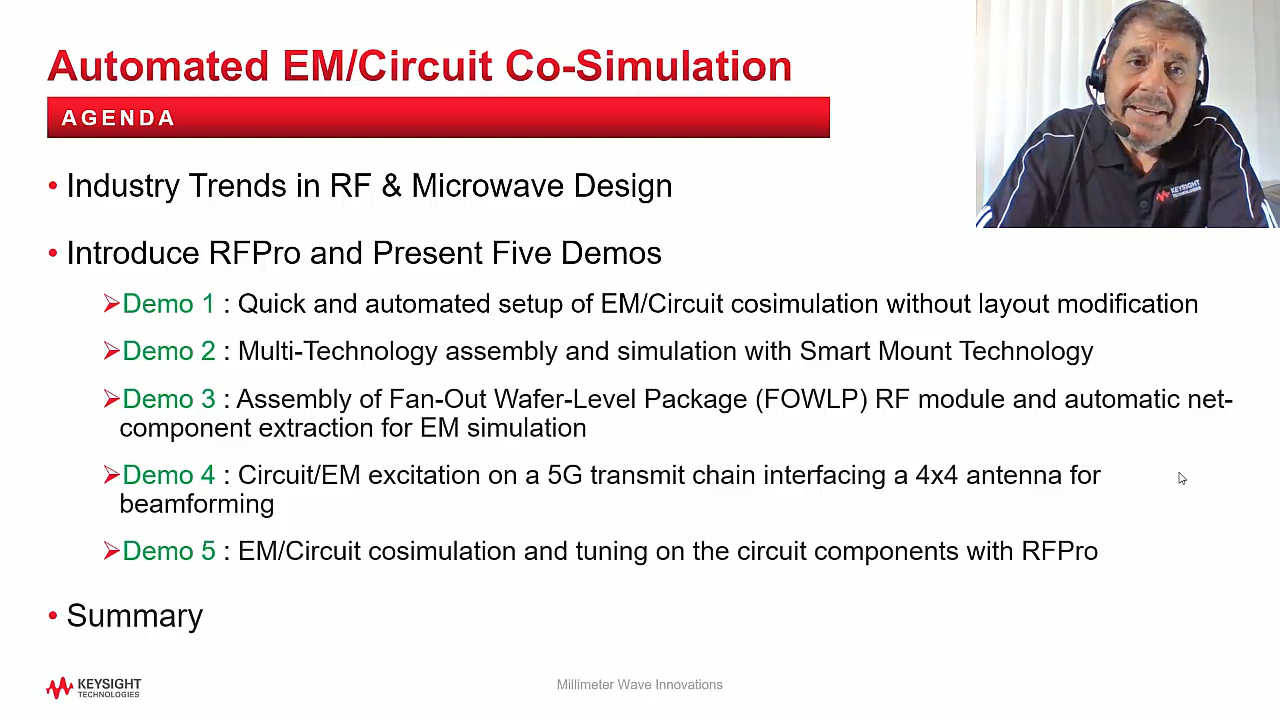 Automated EM/Circuit Co-Simulation
AGENDA
• Industry Trends in RF & Microwave Design
• Introduce RFPro and Present Five Demos
➢Demo 1 : Quick and automated setup of EM/Circuit cosimulation without layout modification
➢Demo 2 : Multi-Technology assembly and simulation with Smart Mount Technology
➢Demo 3 : Assembly of Fan-Out Wafer-Level Package (FOWLP) RF module and automatic net-
component extraction for EM simulation
➢Demo 4 : Circuit/EM excitation on a 5G transmit chain interfacing a 4x4 antenna for
beamforming
➢Demo 5 : EM/Circuit cosimulation and tuning on the circuit components with RFPro
• Summary
KEYSIGHT
TECHNOLOGIES
Millimeter Wave Innovations
KEYSIGHT
TECHNOLOGIES